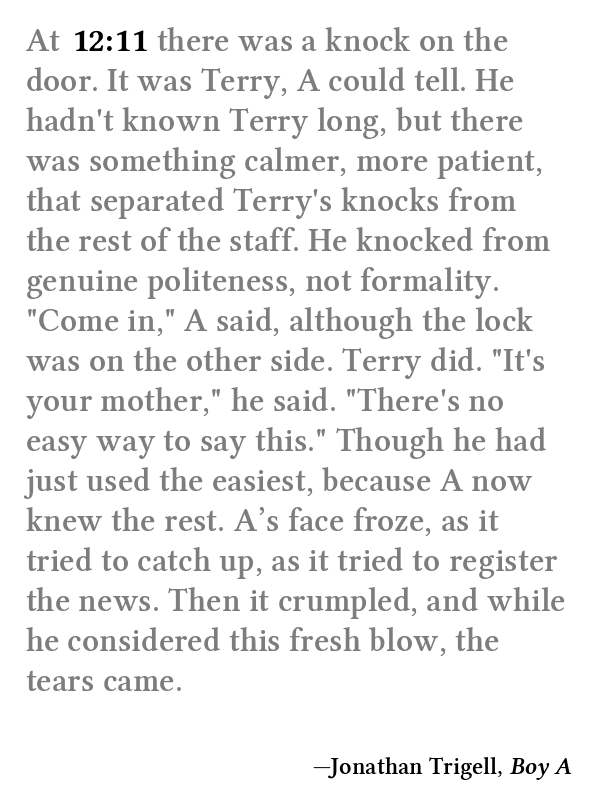 At 12:11 there was a knock on the
door. It was Terry, A could tell. He
hadn't known Terry long, but there
was something calmer, more patient,
that separated Terry's knocks from
the rest of the staff. He knocked from
genuine politeness, not formality.
"Come in," A said, although the lock
was on the other side. Terry did. "It's
your mother," he said. "There's no
easy way to say this." Though he had
just used the easiest, because A now
knew the rest. A’s face froze, as it
tried to catch up, as it tried to register
the news. Then it crumpled, and while
he considered this fresh blow, the
tears came.
—Jonathan Trigell, Boy A